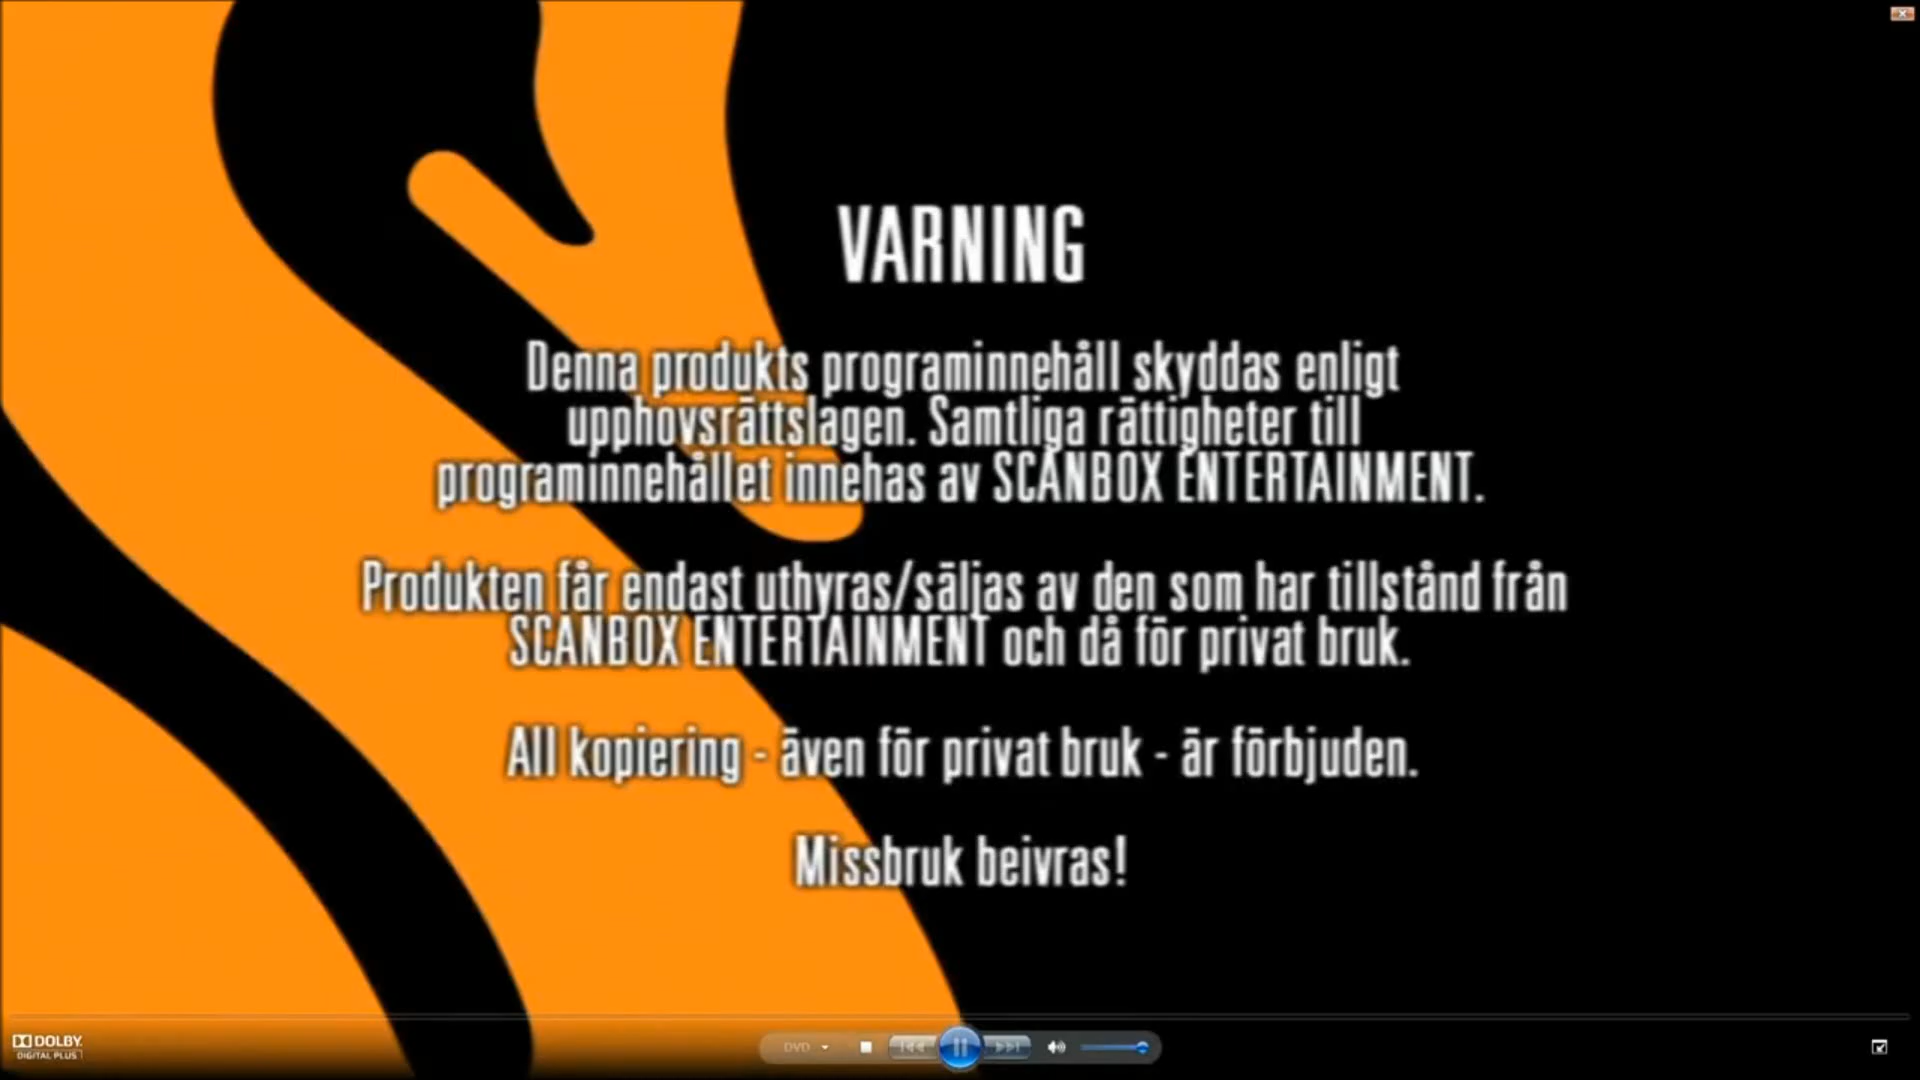 VARNING
Denna produkts programinnehåll skyddas enligt
upphovsrättslagen. Samtliga rättigheter till
programinnehållet innehas av SCANBOX ENTERTAINMENT.
Produkten får endast uthyras/säljas av den som har tillstånd från
SCANBOX ENTERTAINMENT och då för privat bruk.
All kopiering - även för privat bruk - är förbjuden.
Missbruk beivras!
DOLBY
DIGITAL PLUS
DVD